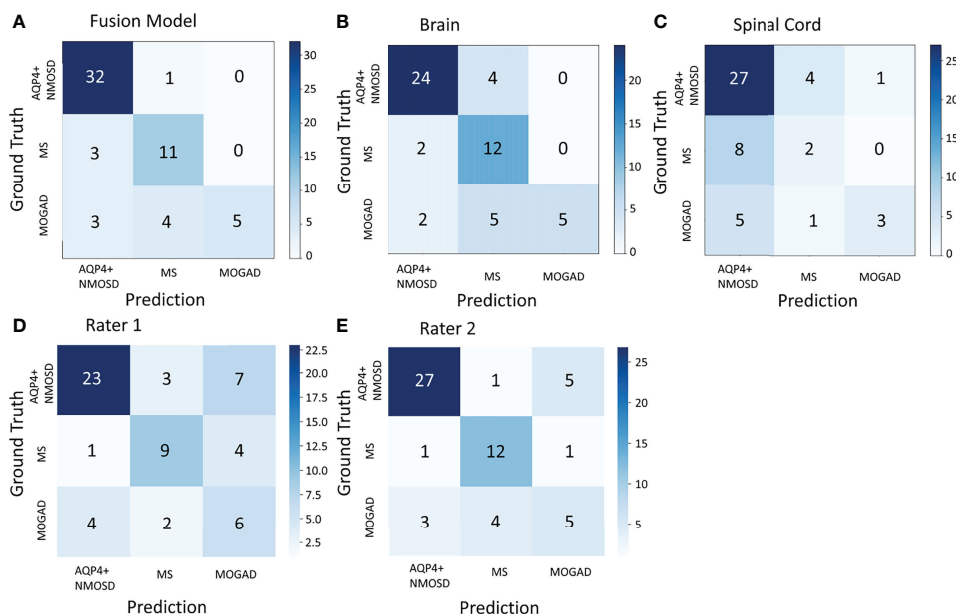 A Fusion Model
AQP4+
NMOSD
MS
MOGAD
Ground Truth
32 1 0
3 11 0
3 4 5
AQP4+
NMOSD
MS
MOGAD
Prediction
30
25
20
15
10
5
0
B Brain
AQP4+
NMOSD
MS
MOGAD
Ground Truth
24 4 0
2 12 0
2 5 5
AQP4+
NMOSD
MS
MOGAD
Prediction
20
15
10
5
0
C Spinal Cord
AQP4+
NMOSD
MS
MOGAD
Ground Truth
27 4 1
8 2 0
5 1 3
AQP4+
NMOSD
MS
MOGAD
Prediction
25
20
15
10
5
0
D Rater 1
AQP4+
NMOSD
MS
MOGAD
Ground Truth
23 3 7
1 9 4
4 2 6
AQP4+
NMOSD
MS
MOGAD
Prediction
22.5
20.0
17.5
15.0
12.5
10.0
7.5
5.0
2.5
E Rater 2
AQP4+
NMOSD
MS
MOGAD
Ground Truth
27 1 5
1 12 1
3 4 5
AQP4+
NMOSD
MS
MOGAD
Prediction
25
20
15
10
5